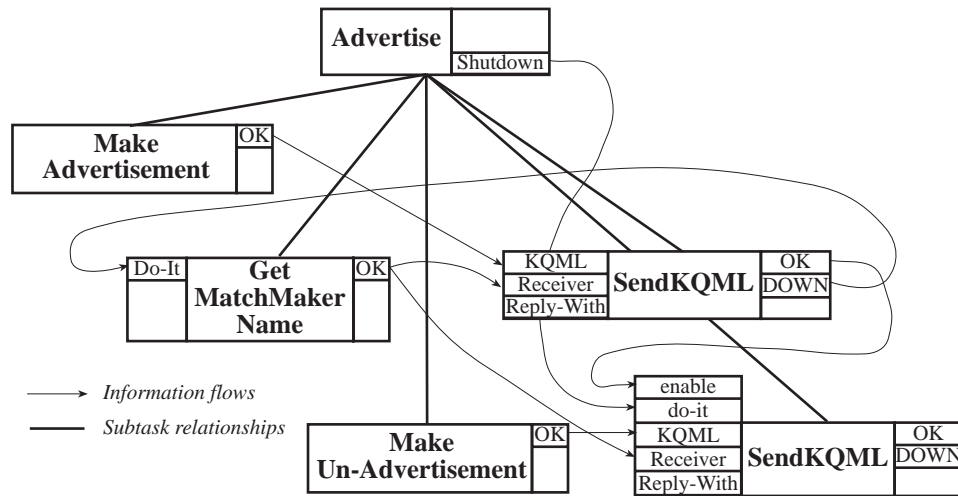 Advertise
Shutdown
Make
Advertisement
OK
Do-It
Get
MatchMaker
Name
OK
KQML
Receiver
Reply-With
SendKQML
OK
DOWN
Information flows
Subtask relationships
enable
do-it
KQML
Receiver
Reply-With
Make
Un-Advertisement
OK
SendKQML
OK
DOWN